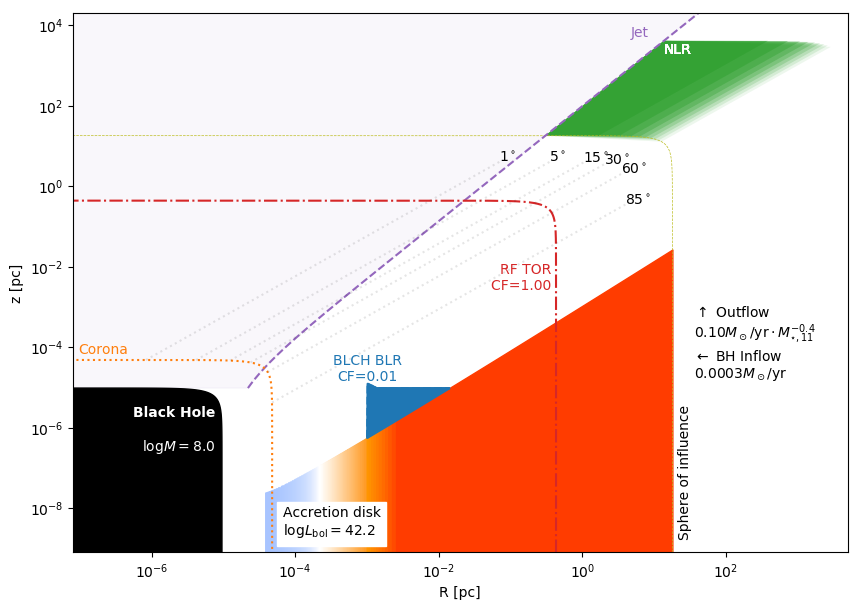 10^4
10^2
10^0
10^-2
10^-4
10^-6
10^-8
z [pc]
Jet
NLR
1°
5°
15°
30°
60°
85°
RF TOR
CF=1.00
Corona
BLCH BLR
CF=0.01
↑ Outflow
0.10M_⊙/yr · M_{⋆,11}^{-0.4}
← BH Inflow
0.0003M_⊙/yr
Black Hole
logM = 8.0
Sphere of influence
Accretion disk
logL_bol = 42.2
10^-6
10^-4
10^-2
10^0
10^2
R [pc]